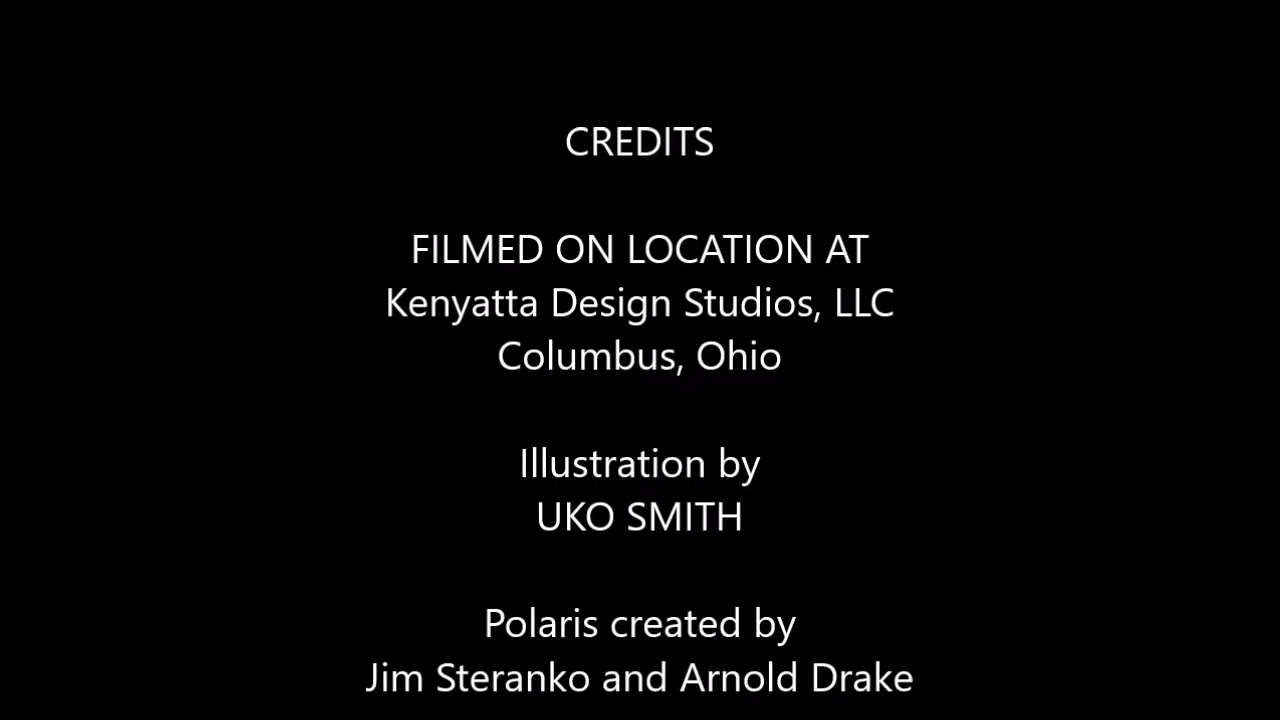 CREDITS
FILMED ON LOCATION AT
Kenyatta Design Studios, LLC
Columbus, Ohio
Illustration by
UKO SMITH
Polaris created by
Jim Steranko and Arnold Drake